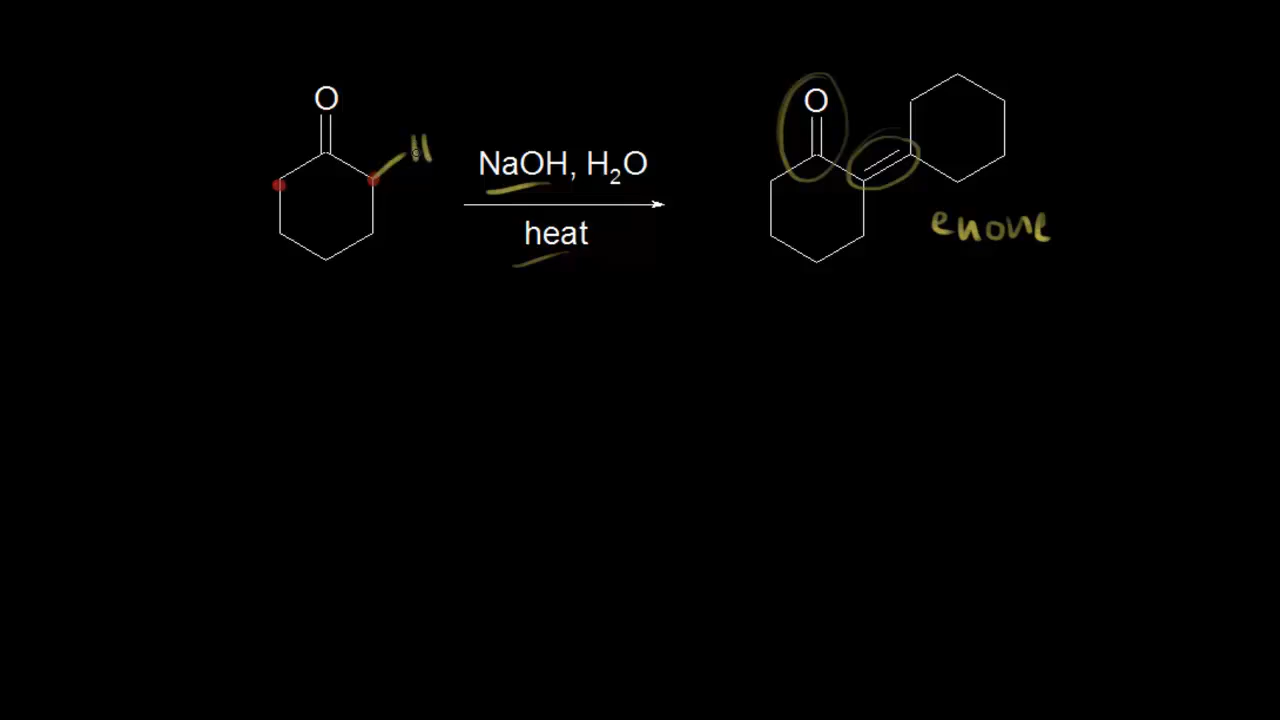 O
NaOH, H₂O
heat
O
enone